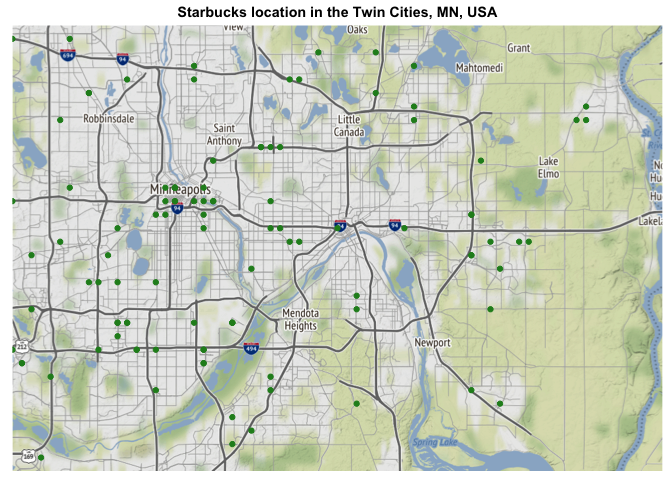 Starbucks location in the Twin Cities, MN, USA
View
Oaks
Grant
694
94
Mahtomedi
Robbinsdale
Little
Canada
Saint
Anthony
Lake
Elmo
Minneapolis
94
94
94
Mendota
Heights
Newport
212
494
Spring Lake
169